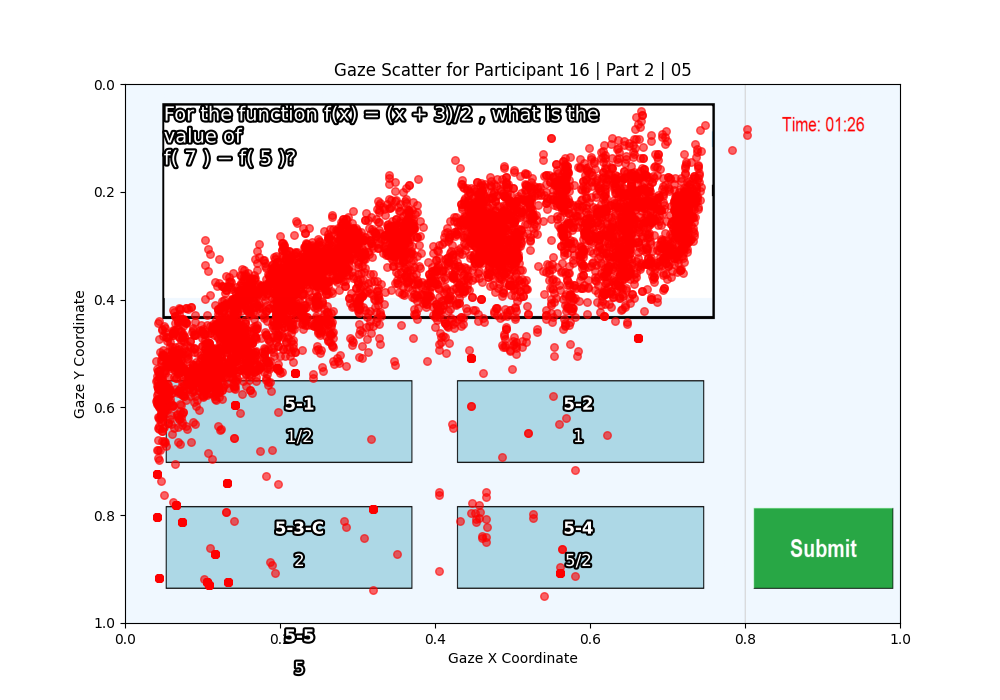 Gaze Scatter for Participant 16 | Part 2 | 05
For the function f(x) = (x + 3)/2 , what is the
value of
f( 7 ) − f( 5 )?
Time: 01:26
5-1
1/2
5-2
1
5-3-C
2
5-4
5/2
5-5
5
Submit
Gaze Y Coordinate
0.0
0.2
0.4
0.6
0.8
1.0
0.0
0.2
0.4
0.6
0.8
1.0
Gaze X Coordinate